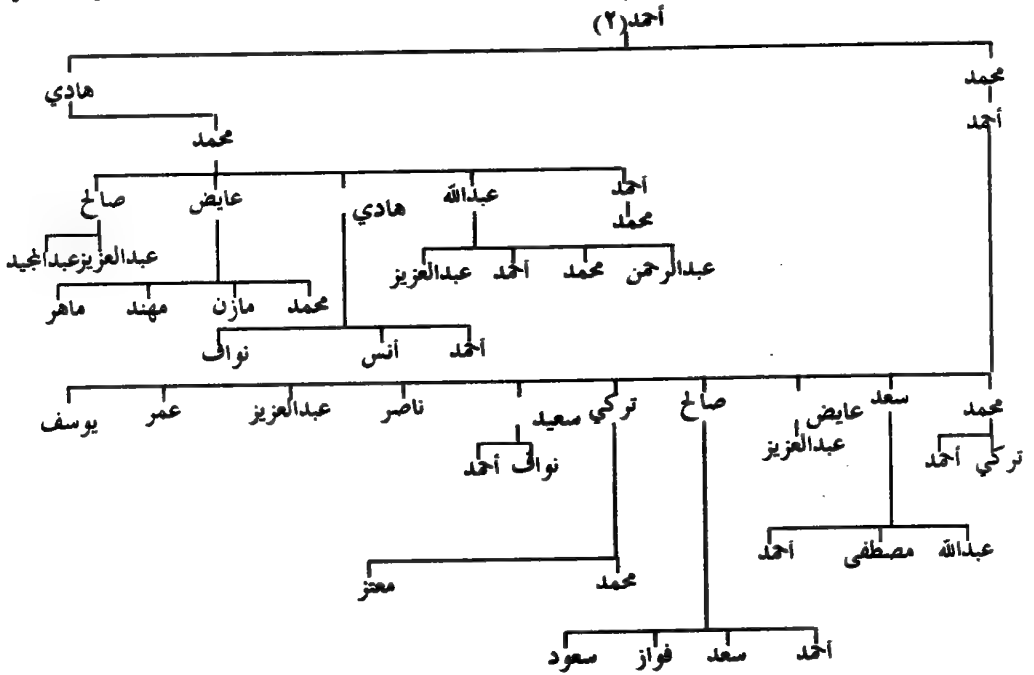 أحمد (٢)
محمد
هادي
أحمد
محمد
أحمد
عبدالله
هادي
عايض
صالح
محمد
عبدالرحمن
محمد
أحمد
عبدالعزيز
عبدالعزيز
عبدالمجيد
محمد
مازن
مهند
ماهر
أحمد
أنس
نواف
محمد
سعد
عايض
صالح
تركي
سعيد
ناصر
عبدالعزيز
عمر
يوسف
تركي
أحمد
عبدالعزيز
نواف
أحمد
عبدالله
مصطفى
أحمد
محمد
معتز
أحمد
سعد
فواز
سعود